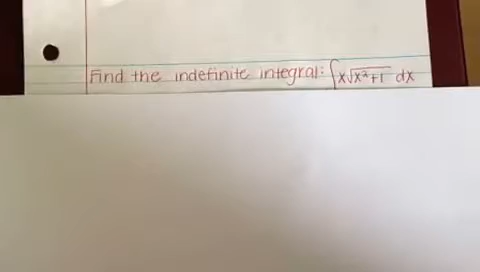 Find the indefinite integral: ∫x√(x²+1) dx